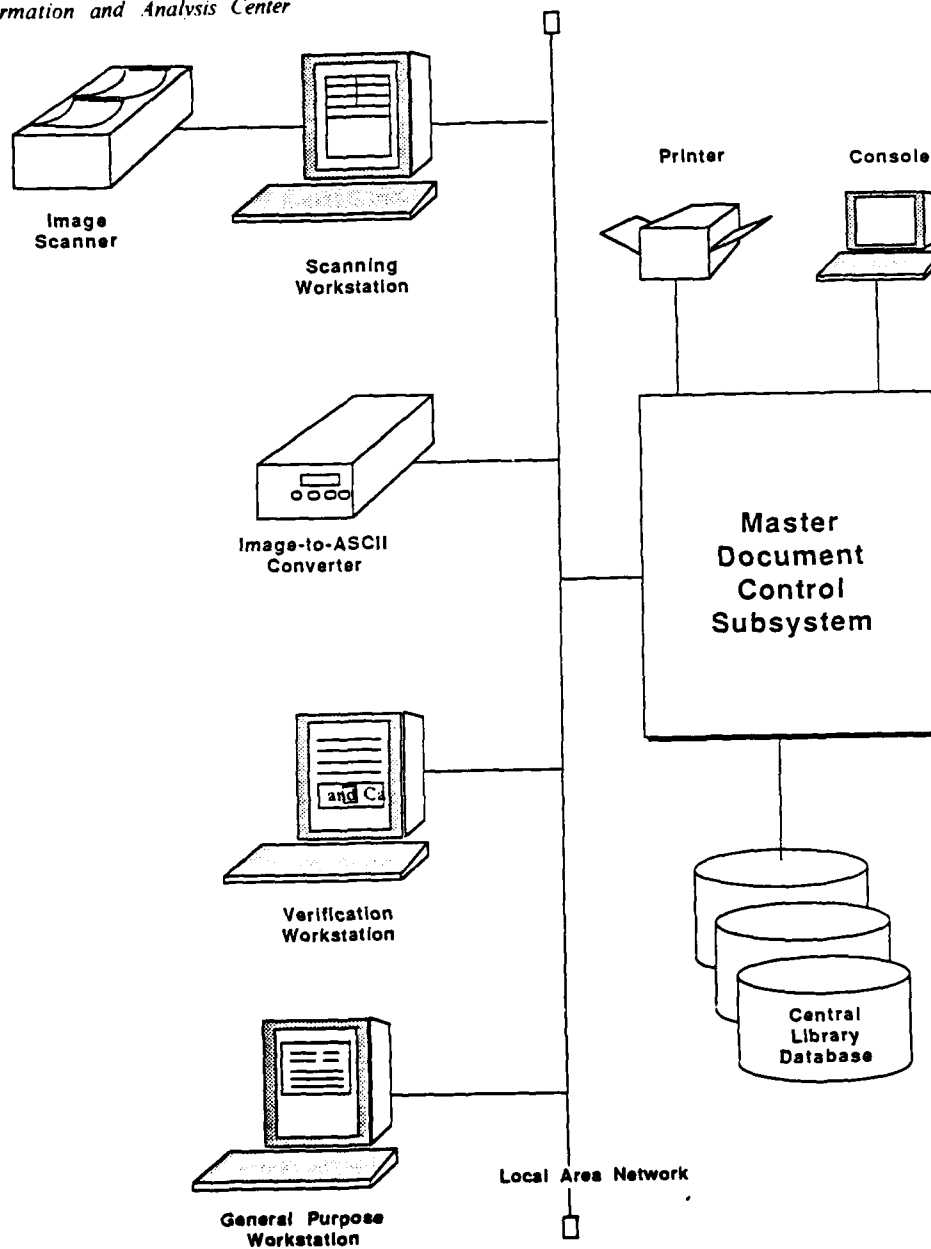 and Analysis Center
Printer
Console
Image
Scanner
Scanning
Workstation
Image-to-ASCII
Converter
Master
Document
Control
Subsystem
and Ca
Verification
Workstation
Central
Library
Database
Local Area Network
General Purpose
Workstation